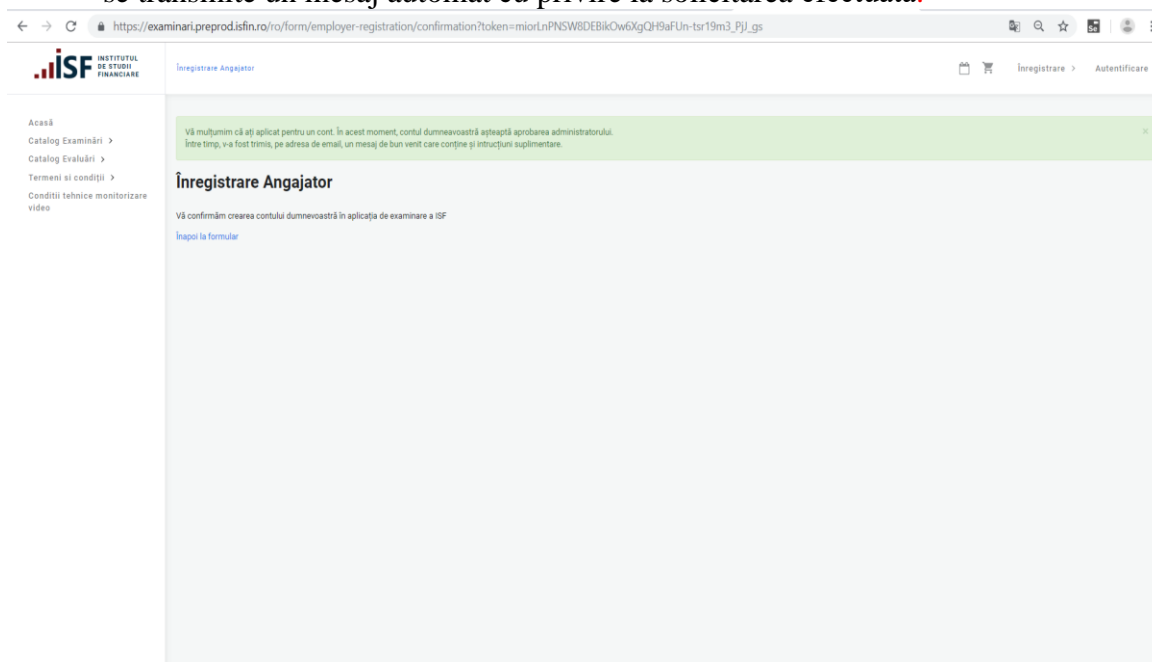 se transmite un mesaj automat cu privire la solicitarea efectuată.
https://examinari.preprod.isfin.ro/ro/form/employer-registration/confirmation?token=miorLnPNSW8DEBikOw6XgQH9aFUn-tsr19m3_PjJ_gs
Se
ISF INSTITUTUL
DE STUDII
FINANCIARE
Înregistrare Angajator
Înregistrare >
Autentificare
Acasă
Catalog Examinări >
Catalog Evaluări >
Termeni si condiții >
Conditii tehnice monitorizare
video
Vă mulțumim că ați aplicat pentru un cont. În acest moment, contul dumneavoastră așteaptă aprobarea administratorului.
Între timp, v-a fost trimis, pe adresa de email, un mesaj de bun venit care conține și intrucțiuni suplimentare.
×
Înregistrare Angajator
Vă confirmăm crearea contului dumnevoastră în aplicația de examinare a ISF
Înapoi la formular